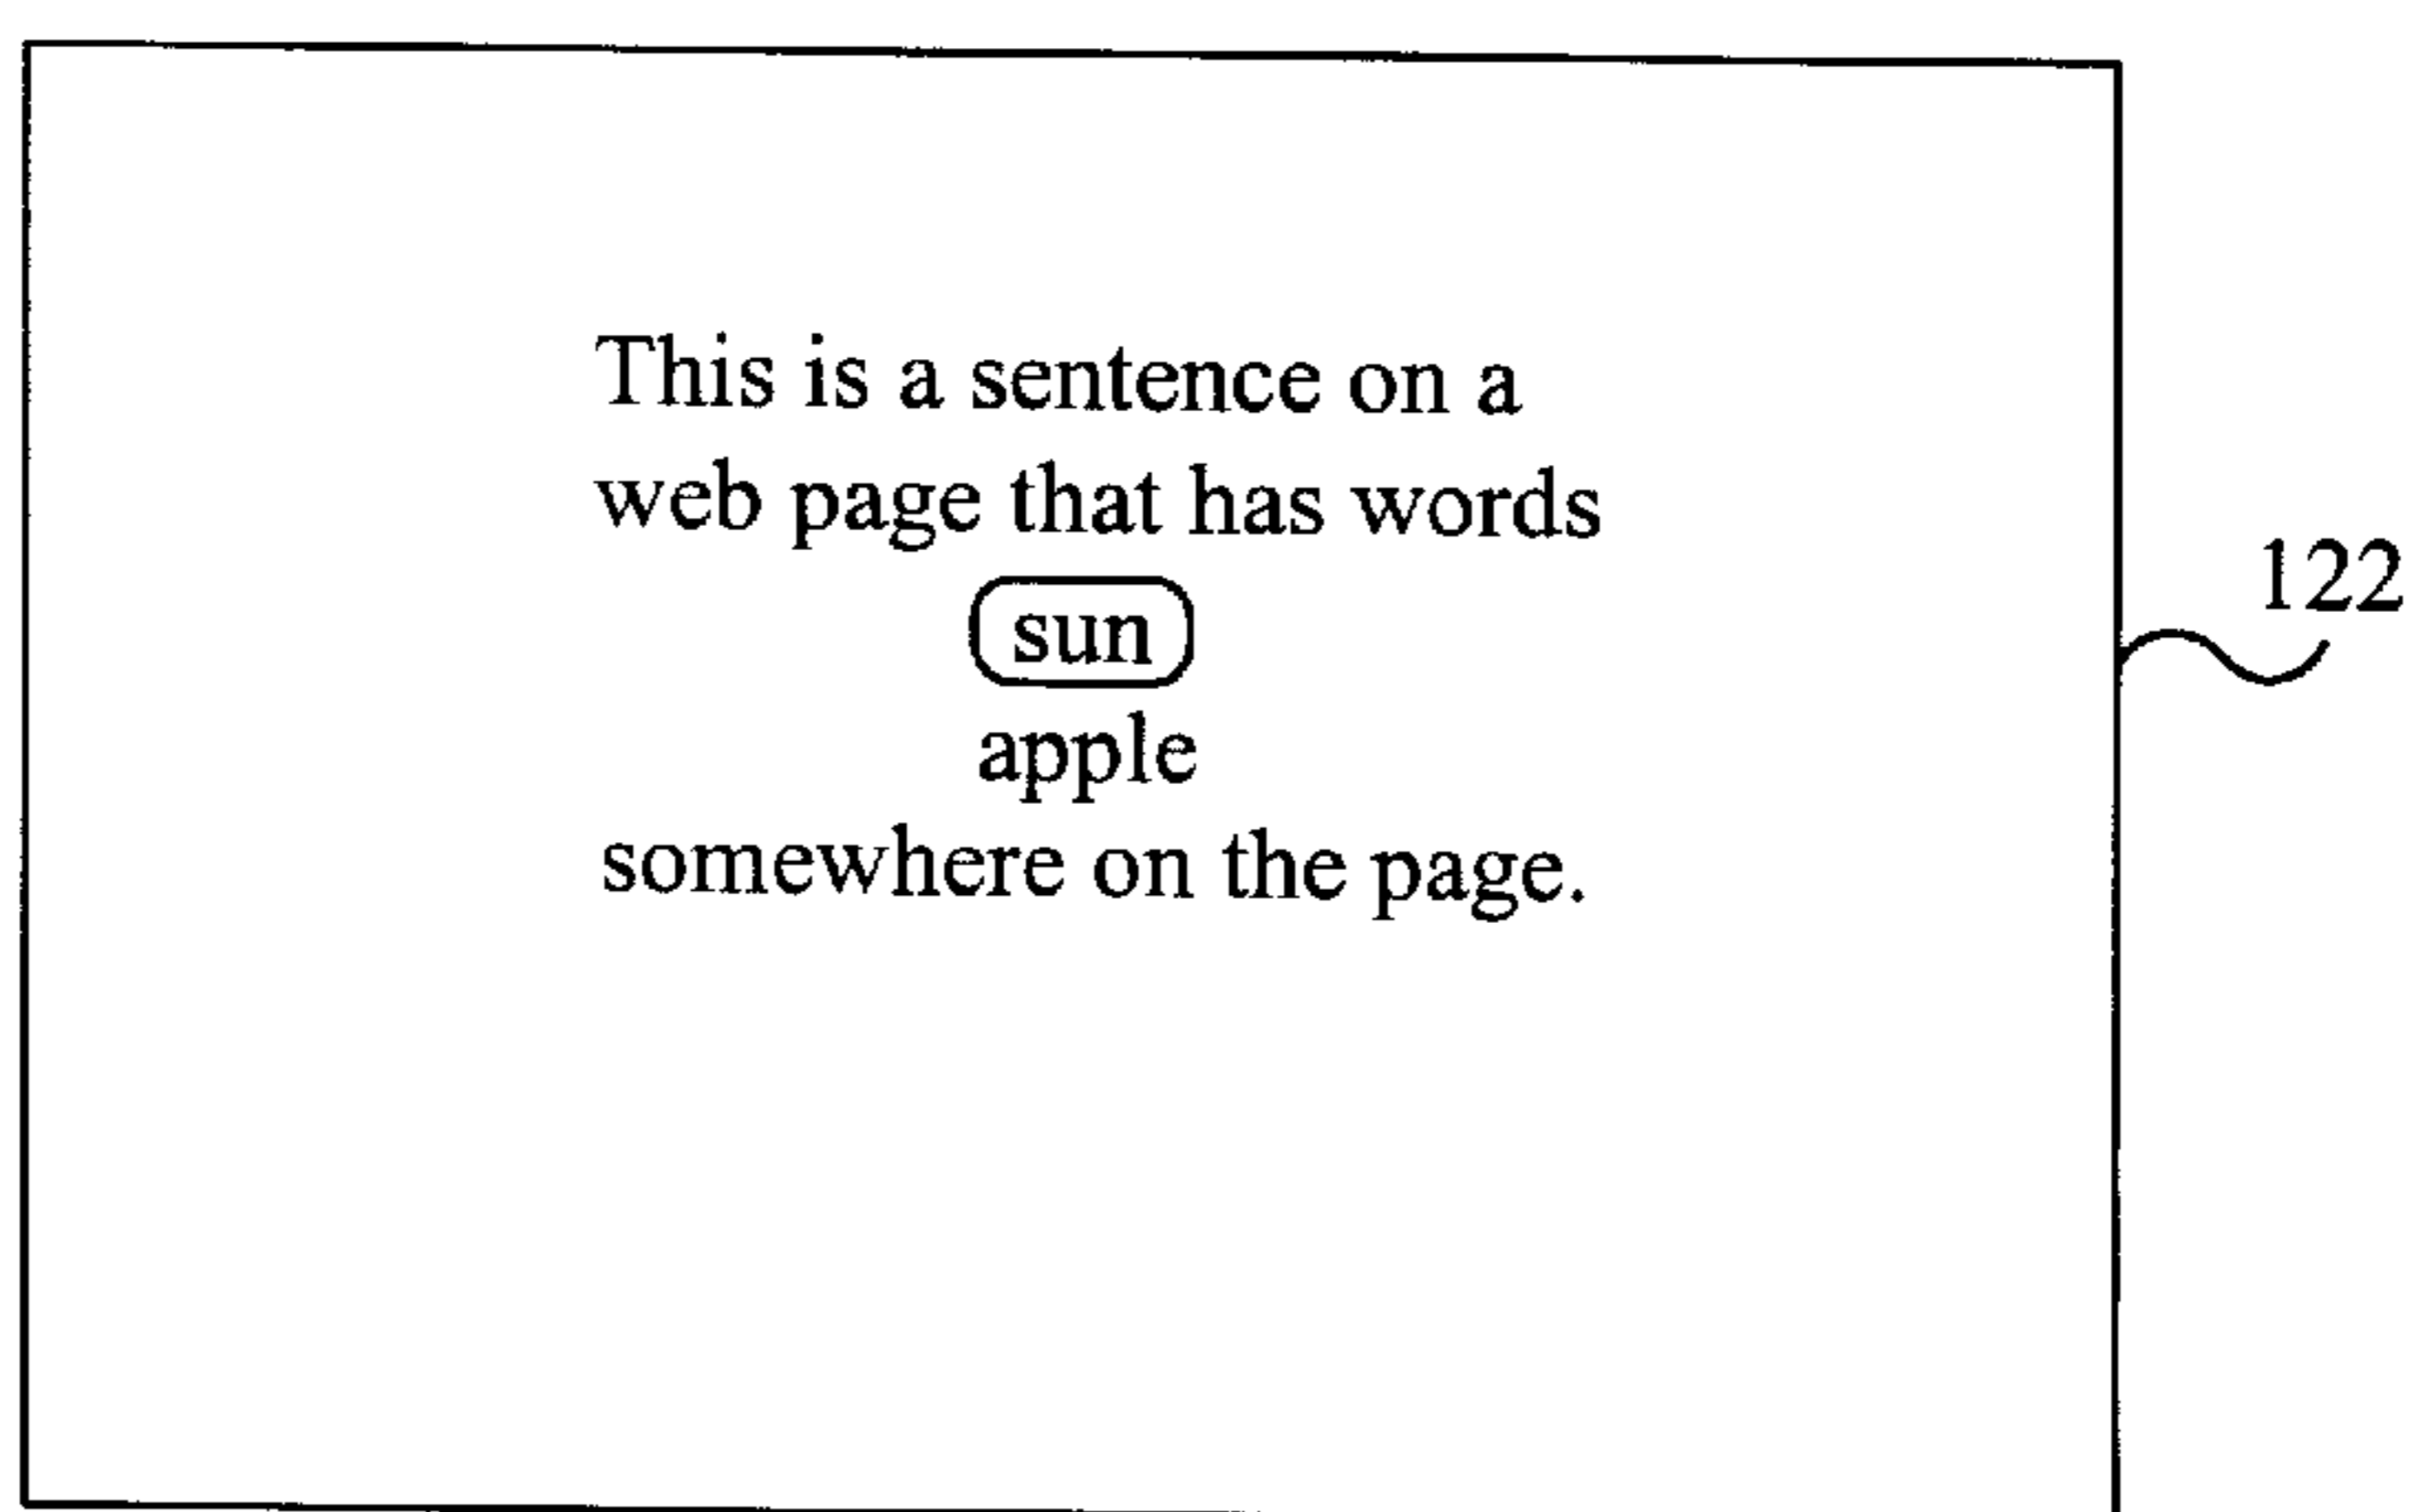 This is a sentence on a
web page that has words
sun
apple
somewhere on the page.
122